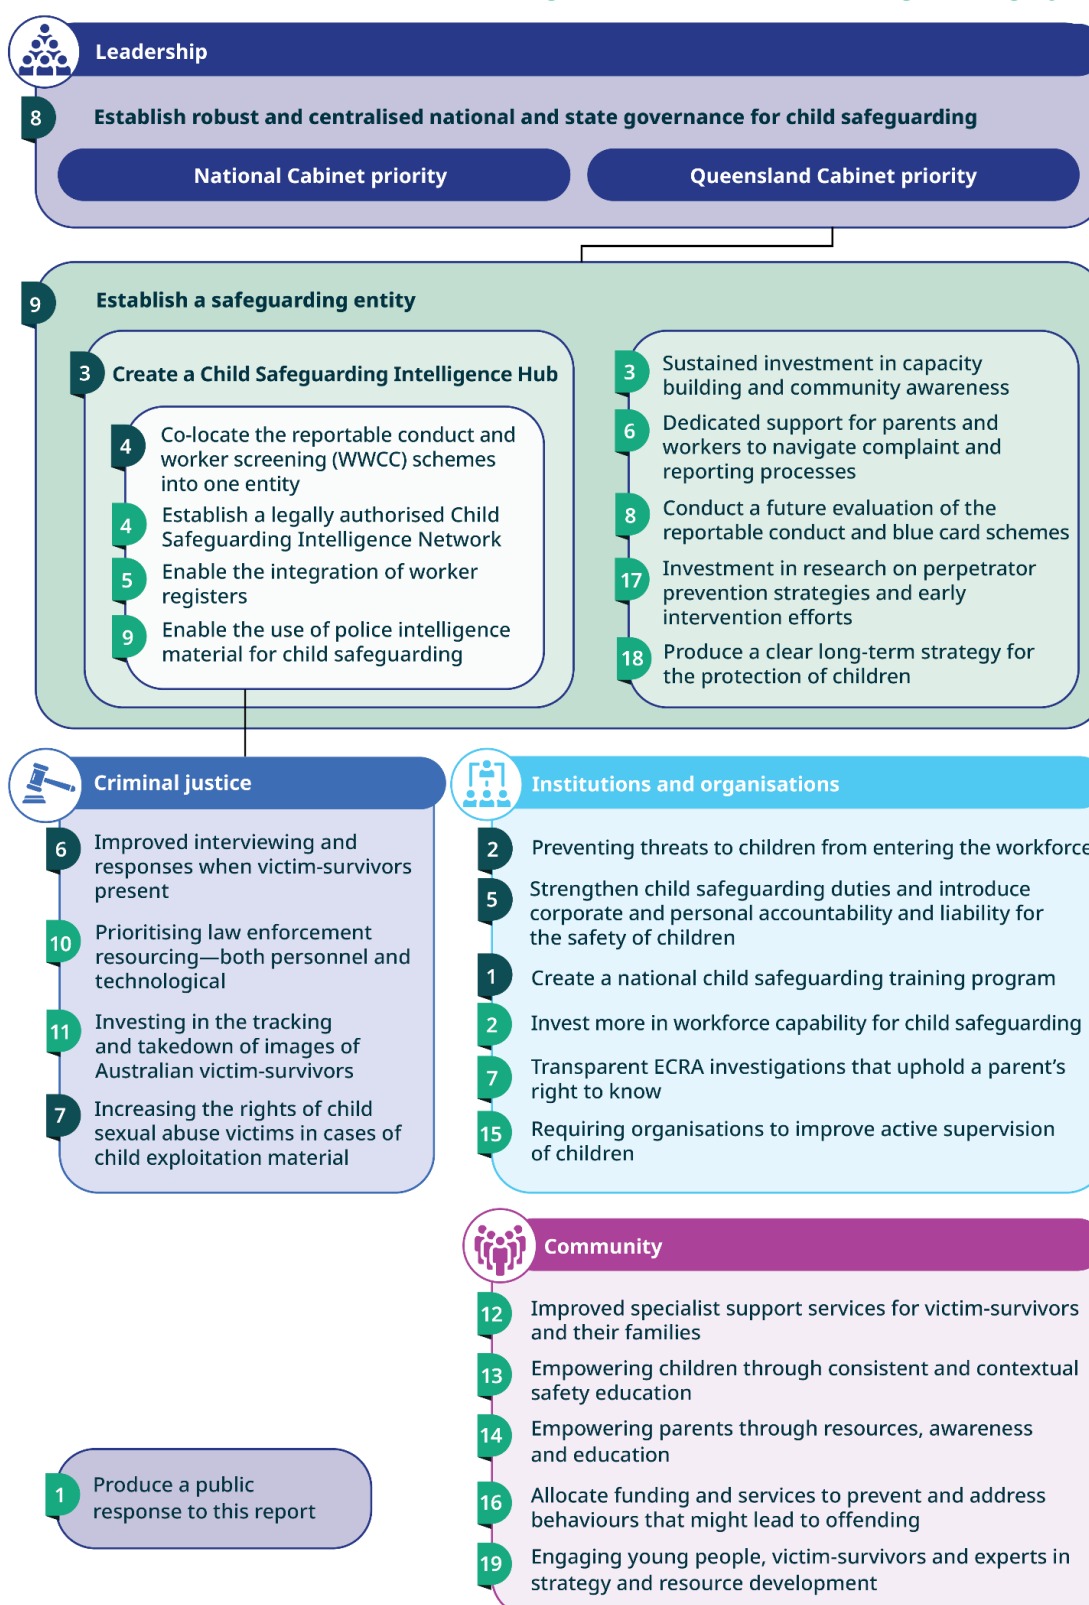 Leadership
8
Establish robust and centralised national and state governance for child safeguarding
National Cabinet priority
Queensland Cabinet priority
9
Establish a safeguarding entity
3
Create a Child Safeguarding Intelligence Hub
4
Co-locate the reportable conduct and
worker screening (WWCC) schemes
into one entity
4
Establish a legally authorised Child
Safeguarding Intelligence Network
5
Enable the integration of worker
registers
9
Enable the use of police intelligence
material for child safeguarding
3
Sustained investment in capacity
building and community awareness
6
Dedicated support for parents and
workers to navigate complaint and
reporting processes
8
Conduct a future evaluation of the
reportable conduct and blue card schemes
17
Investment in research on perpetrator
prevention strategies and early
intervention efforts
18
Produce a clear long-term strategy for
the protection of children
Criminal justice
6
Improved interviewing and
responses when victim-survivors
present
10
Prioritising law enforcement
resourcing—both personnel and
technological
11
Investing in the tracking
and takedown of images of
Australian victim-survivors
7
Increasing the rights of child
sexual abuse victims in cases of
child exploitation material
Institutions and organisations
2
Preventing threats to children from entering the workforce
5
Strengthen child safeguarding duties and introduce
corporate and personal accountability and liability for
the safety of children
1
Create a national child safeguarding training program
2
Invest more in workforce capability for child safeguarding
7
Transparent ECRA investigations that uphold a parent's
right to know
15
Requiring organisations to improve active supervision
of children
Community
12
Improved specialist support services for victim-survivors
and their families
13
Empowering children through consistent and contextual
safety education
14
Empowering parents through resources, awareness
and education
16
Allocate funding and services to prevent and address
behaviours that might lead to offending
19
Engaging young people, victim-survivors and experts in
strategy and resource development
1
Produce a public
response to this report